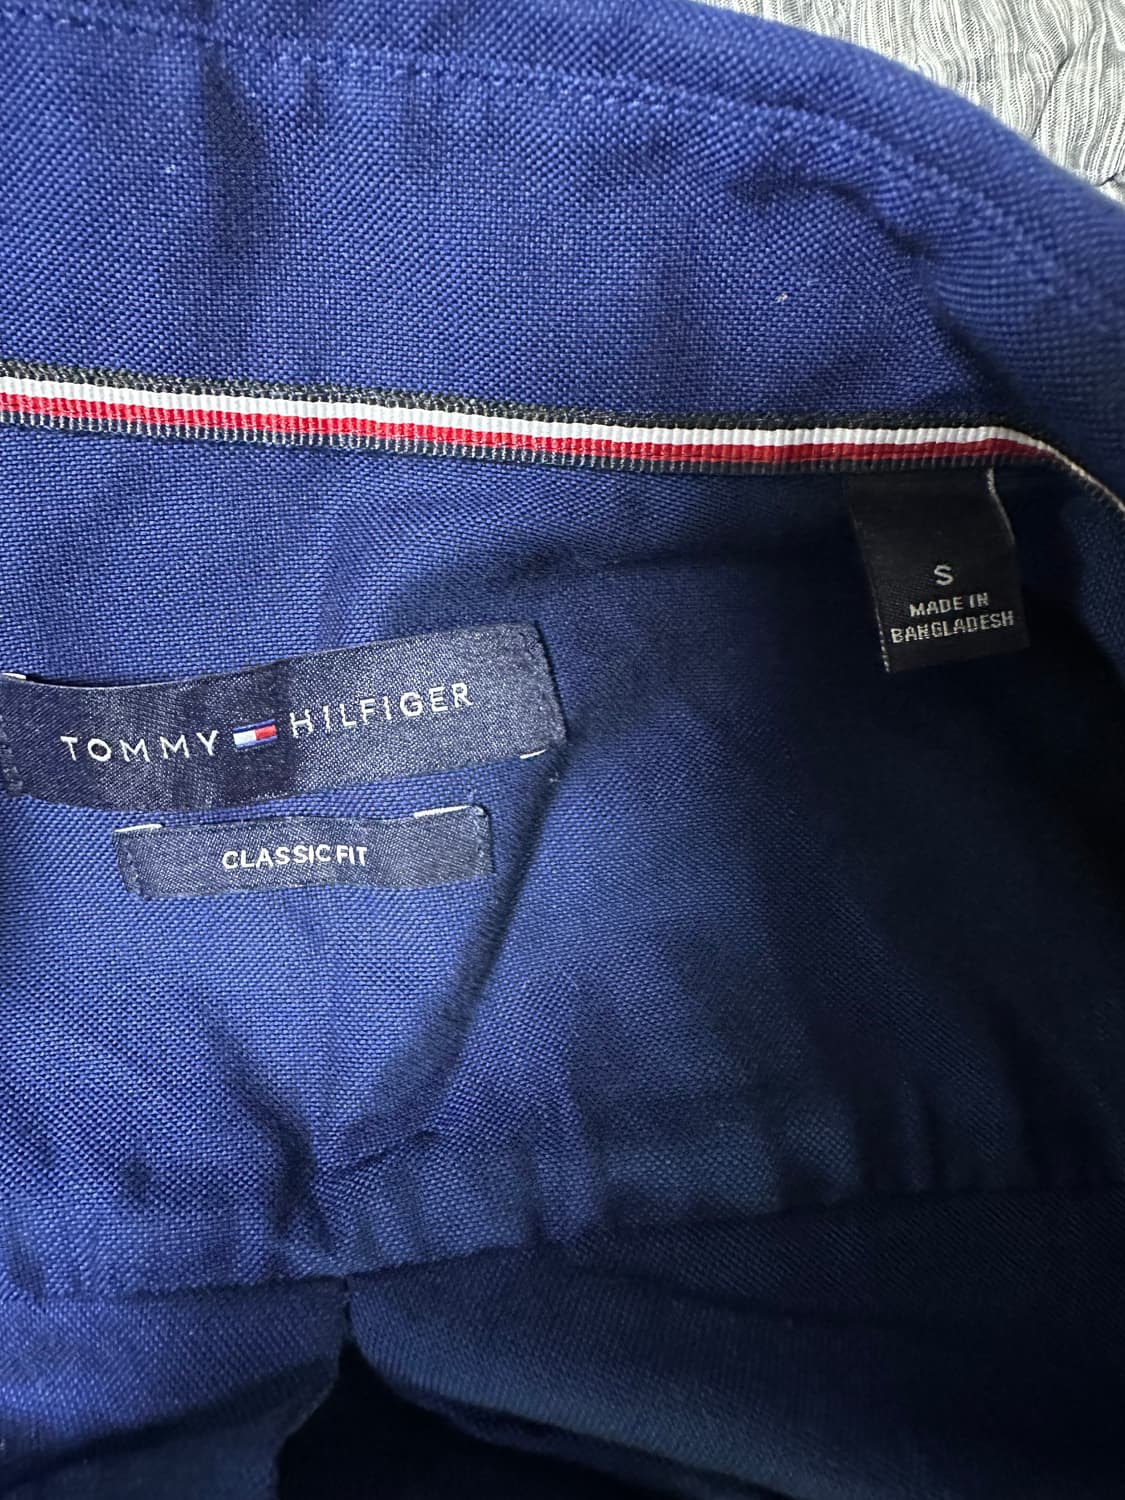 S
MADE IN
BANGLADESH
TOMMY HILFIGER
CLASSIC FIT